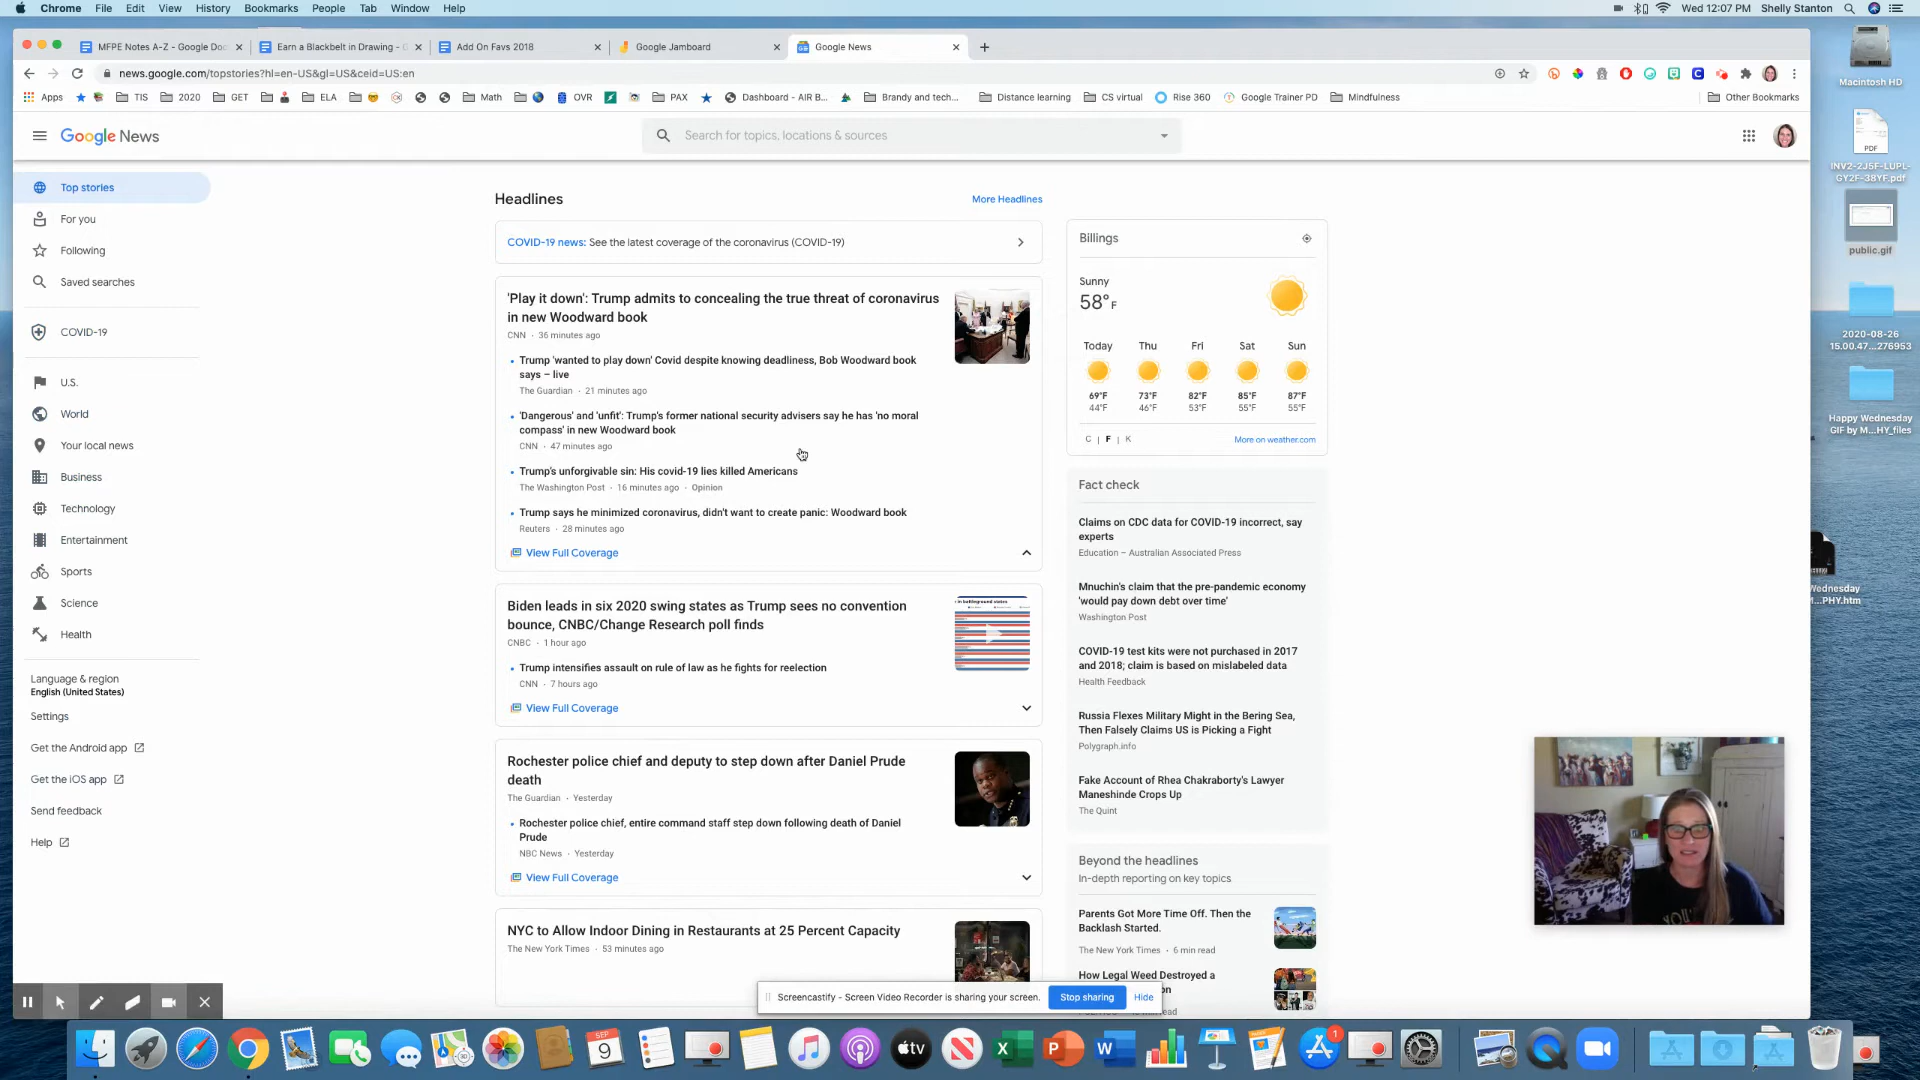 Chrome File Edit View History Bookmarks People Tab Window Help
Wed 12:07 PM Shelly Stanton
MFPE Notes A-Z - Google Doc
Earn a Blackbelt in Drawing - G
Add On Favs 2018
Google Jamboard
Google News
news.google.com/topstories?hl=en-US&gl=US&ceid=US:en
Apps TIS 2020 GET ELA Math OVR PAX Dashboard - AIR B... Brandy and tech... Distance learning CS virtual Rise 360 Google Trainer PD Mindfulness Other Bookmarks
Google News
Search for topics, locations & sources
Top stories
For you
Following
Saved searches
COVID-19
U.S.
World
Your local news
Business
Technology
Entertainment
Sports
Science
Health
Language & region
English (United States)
Settings
Get the Android app
Get the iOS app
Send feedback
Help
Headlines
More Headlines
COVID-19 news: See the latest coverage of the coronavirus (COVID-19)
'Play it down': Trump admits to concealing the true threat of coronavirus
in new Woodward book
CNN · 36 minutes ago
Trump 'wanted to play down' Covid despite knowing deadliness, Bob Woodward book
says – live
The Guardian · 21 minutes ago
'Dangerous' and 'unfit': Trump's former national security advisers say he has 'no moral
compass' in new Woodward book
CNN · 47 minutes ago
Trump's unforgivable sin: His covid-19 lies killed Americans
The Washington Post · 16 minutes ago · Opinion
Trump says he minimized coronavirus, didn't want to create panic: Woodward book
Reuters · 28 minutes ago
View Full Coverage
Biden leads in six 2020 swing states as Trump sees no convention
bounce, CNBC/Change Research poll finds
CNBC · 1 hour ago
Trump intensifies assault on rule of law as he fights for reelection
CNN · 7 hours ago
View Full Coverage
Rochester police chief and deputy to step down after Daniel Prude
death
The Guardian · Yesterday
Rochester police chief, entire command staff step down following death of Daniel
Prude
NBC News · Yesterday
View Full Coverage
NYC to Allow Indoor Dining in Restaurants at 25 Percent Capacity
The New York Times · 53 minutes ago
Billings
Sunny
58°F
Today Thu Fri Sat Sun
69°F 73°F 82°F 85°F 87°F
44°F 46°F 53°F 55°F 55°F
C | F | K
More on weather.com
Fact check
Claims on CDC data for COVID-19 incorrect, say
experts
Education – Australian Associated Press
Mnuchin's claim that the pre-pandemic economy
'would pay down debt over time'
Washington Post
COVID-19 test kits were not purchased in 2017
and 2018; claim is based on mislabeled data
Health Feedback
Russia Flexes Military Might in the Bering Sea,
Then Falsely Claims US is Picking a Fight
Polygraph.info
Fake Account of Rhea Chakraborty's Lawyer
Maneshinde Crops Up
The Quint
Beyond the headlines
In-depth reporting on key topics
Parents Got More Time Off. Then the
Backlash Started.
The New York Times · 6 min read
How Legal Weed Destroyed a
Screencastify - Screen Video Recorder is sharing your screen.
Stop sharing
Hide
Macintosh HD
PDF
INV2-2J5F-LUPL-
GY2F-38YF.pdf
public.gif
2020-08-26
15.00.47...276953
Happy Wednesday
GIF by M...HY_files
Wednesday
M...PHY.htm
SEP
9
tv
1